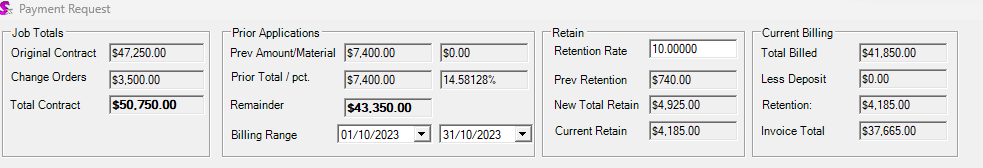 Payment Request
Job Totals
Original Contract $47,250.00
Change Orders $3,500.00
Total Contract $50,750.00
Prior Applications
Prev Amount/Material $7,400.00 $0.00
Prior Total / pct. $7,400.00 14.58128%
Remainder $43,350.00
Billing Range 01/10/2023 31/10/2023
Retain
Retention Rate 10.00000
Prev Retention $740.00
New Total Retain $4,925.00
Current Retain $4,185.00
Current Billing
Total Billed $41,850.00
Less Deposit $0.00
Retention: $4,185.00
Invoice Total $37,665.00